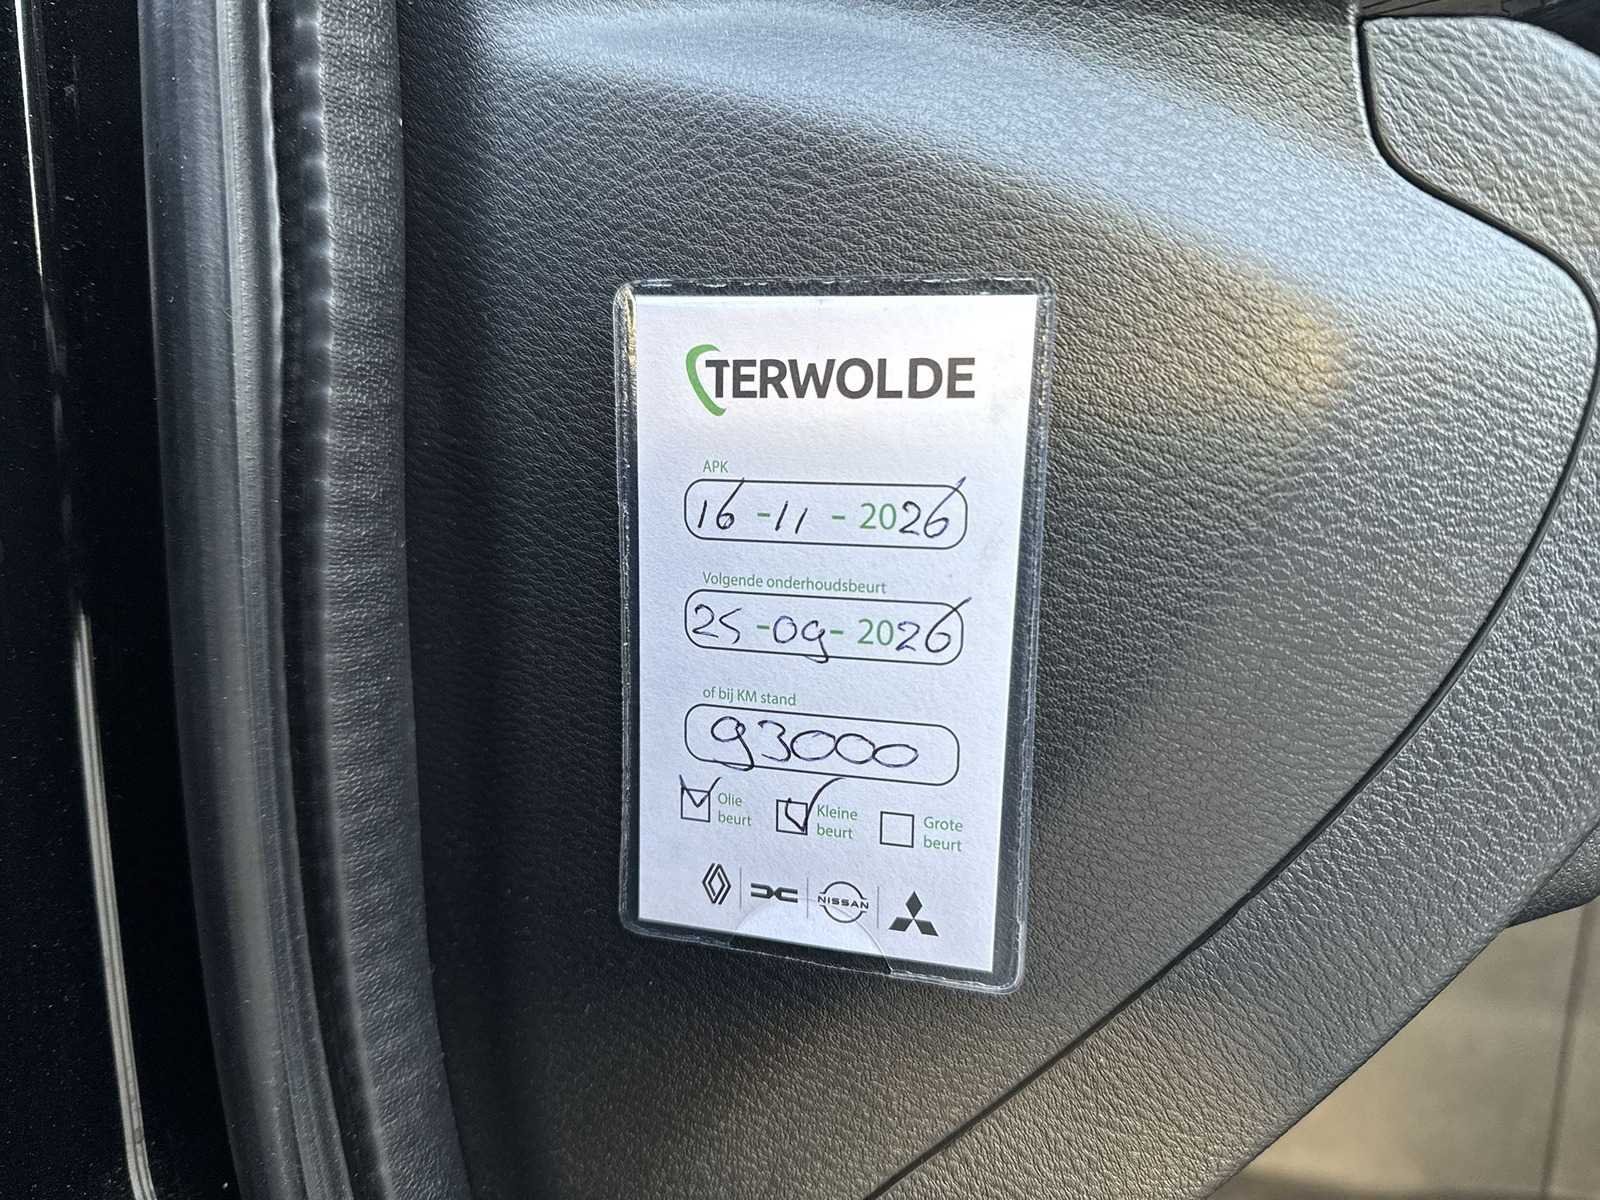 TERWOLDE
APK
16 - 11 - 2026
Volgende onderhoudsbeurt
25 - 09 - 2026
of bij KM stand
93000
Olie beurt
Kleine beurt
Grote beurt
NISSAN